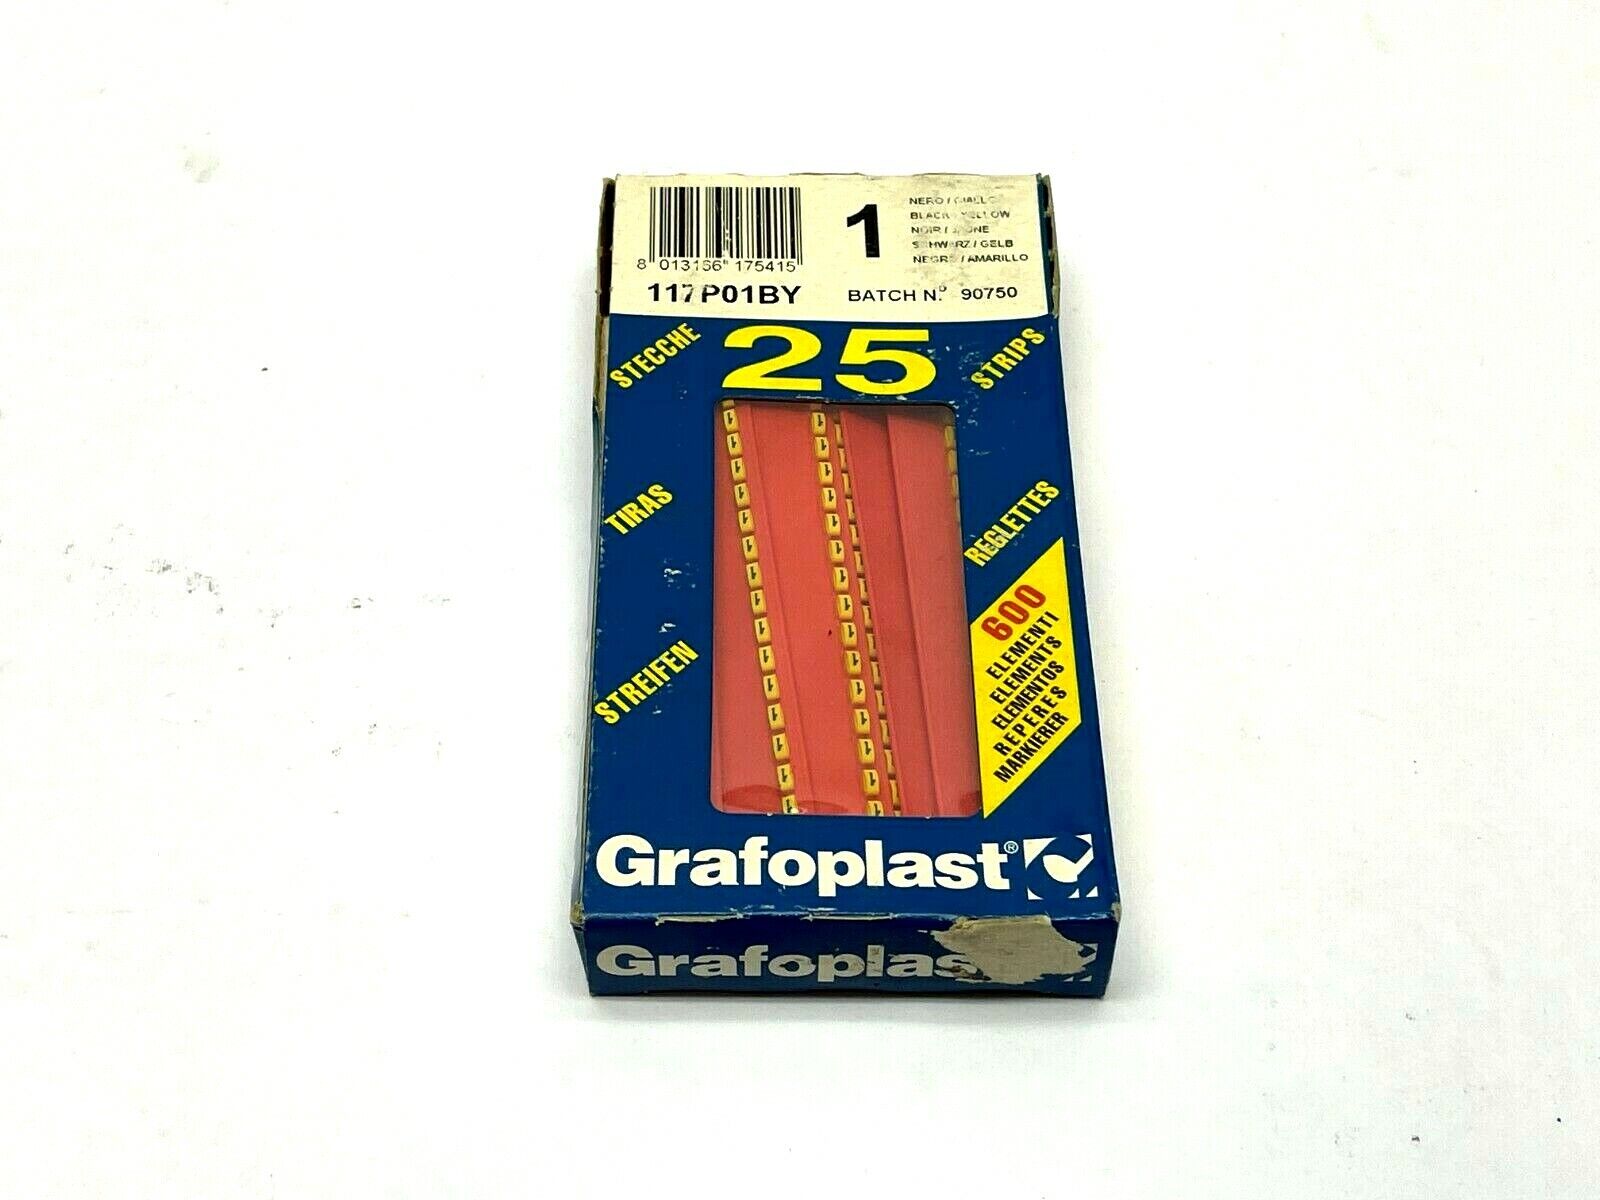 1
NERO / GIALLO
BLACK / YELLOW
NOIR / JAUNE
SCHWARZ / GELB
NEGRO / AMARILLO
8 013166 175415
117P01BY
BATCH N.° 90750
STECCHE
25
STRIPS
TIRAS
REGLETTES
STREIFEN
600
ELEMENTI
ELEMENTS
ELEMENTOS
REPERES
MARKIERER
Grafoplast®
Grafoplas